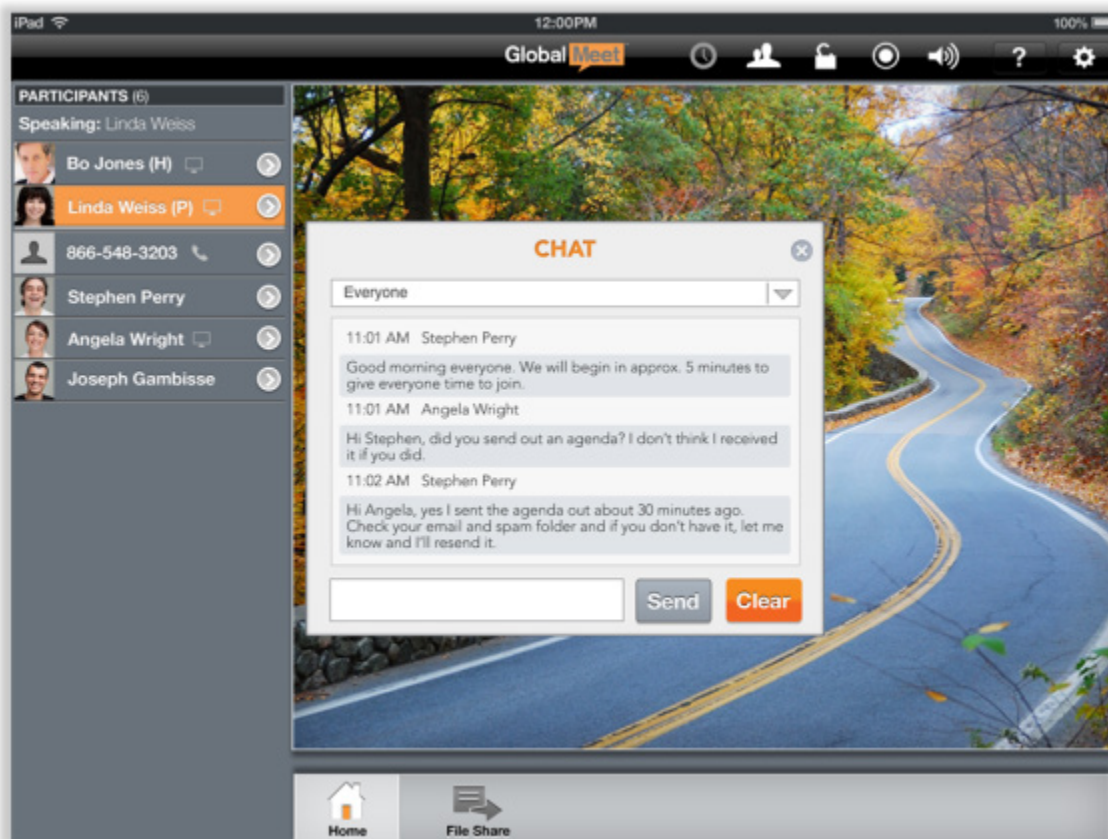 iPad
12:00PM
100%
GlobalMeet
?
PARTICIPANTS (6)
Speaking: Linda Weiss
Bo Jones (H)
Linda Weiss (P)
866-548-3203
Stephen Perry
Angela Wright
Joseph Gambisse
CHAT
Everyone
11:01 AM Stephen Perry
Good morning everyone. We will begin in approx. 5 minutes to
give everyone time to join.
11:01 AM Angela Wright
Hi Stephen, did you send out an agenda? I don't think I received
it if you did.
11:02 AM Stephen Perry
Hi Angela, yes I sent the agenda out about 30 minutes ago.
Check your email and spam folder and if you don't have it, let me
know and I'll resend it.
Send
Clear
Home
File Share